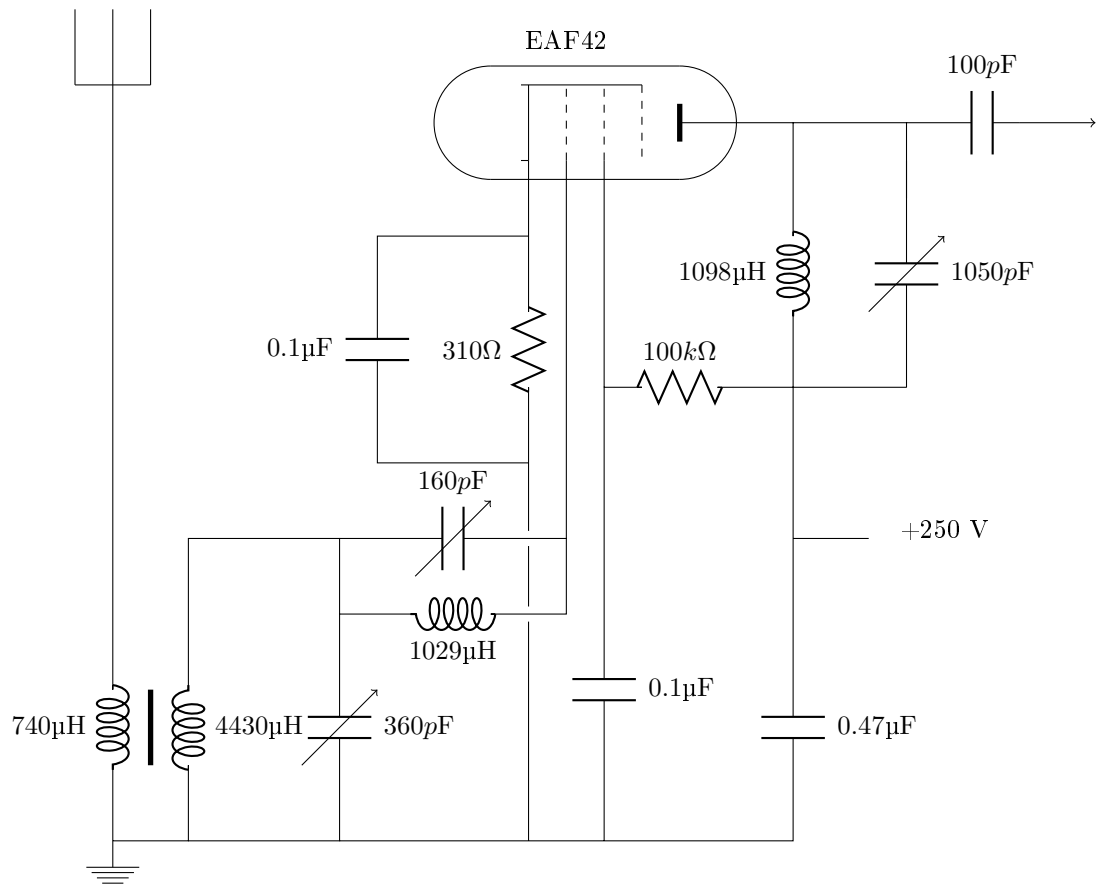 EAF42
100pF
1098µH
1050pF
0.1µF
310Ω
100kΩ
160pF
+250 V
1029µH
0.1µF
740µH
4430µH
360pF
0.47µF